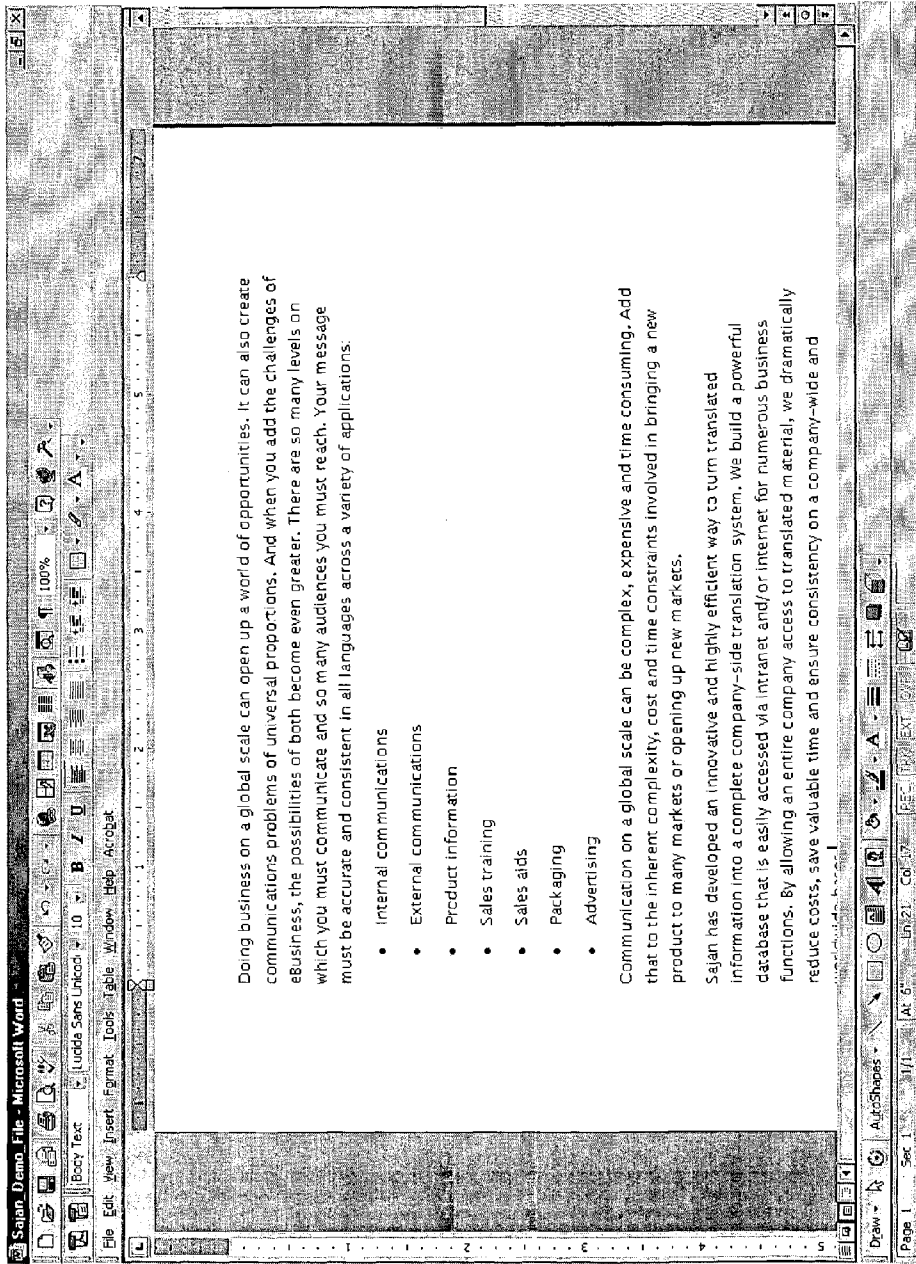 Sajan_Demo_File - Microsoft Word
100%
Body Text Lucida Sans Unicod 10 B I U
File Edit View Insert Format Tools Table Window Help Acrobat
Doing business on a global scale can open up a world of opportunities. It can also create
communications problems of universal proportions. And when you add the challenges of
eBusiness, the possibilities of both become even greater. There are so many levels on
which you must communicate and so many audiences you must reach. Your message
must be accurate and consistent in all languages across a variety of applications:
• Internal communications
• External communications
• Product information
• Sales training
• Sales aids
• Packaging
• Advertising
Communication on a global scale can be complex, expensive and time consuming. Add
that to the inherent complexity, cost and time constraints involved in bringing a new
product to many markets or opening up new markets.
Sajan has developed an innovative and highly efficient way to turn translated
information into a complete company-side translation system. We build a powerful
database that is easily accessed via intranet and/or internet for numerous business
functions. By allowing an entire company access to translated material, we dramatically
reduce costs, save valuable time and ensure consistency on a company-wide and
Draw AutoShapes
Page 1 Sec 1 1/1 At 6" Ln 21 Col 17 REC TRK EXT OVR